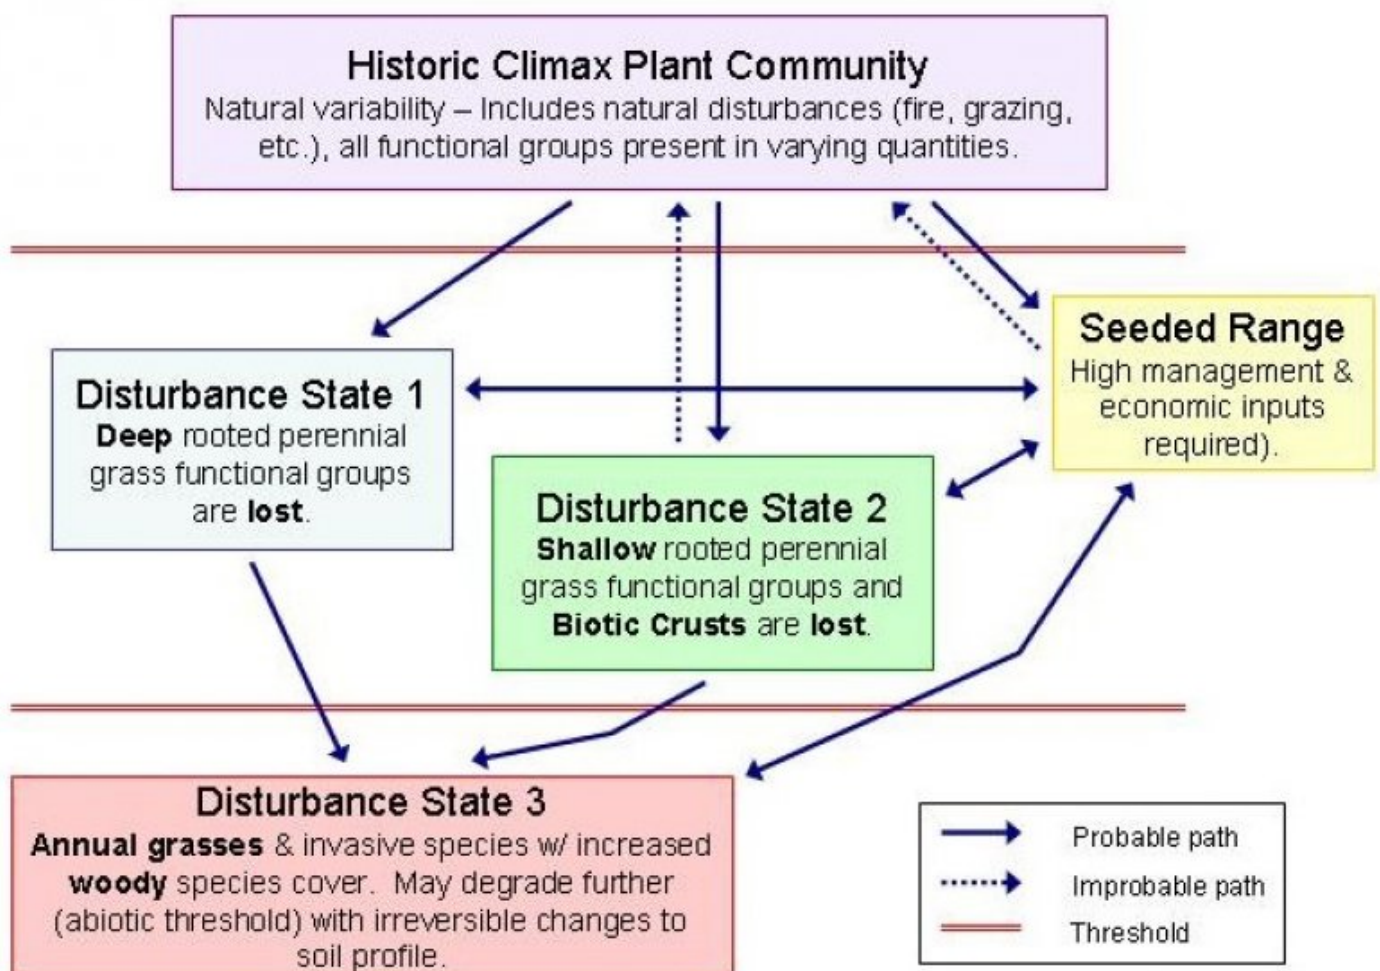 Historic Climax Plant Community
Natural variability – Includes natural disturbances (fire, grazing,
etc.), all functional groups present in varying quantities.
Seeded Range
High management &
economic inputs
required).
Disturbance State 1
Deep rooted perennial
grass functional groups
are lost.
Disturbance State 2
Shallow rooted perennial
grass functional groups and
Biotic Crusts are lost.
Disturbance State 3
Annual grasses & invasive species w/ increased
woody species cover.  May degrade further
(abiotic threshold) with irreversible changes to
soil profile.
Probable path
Improbable path
Threshold